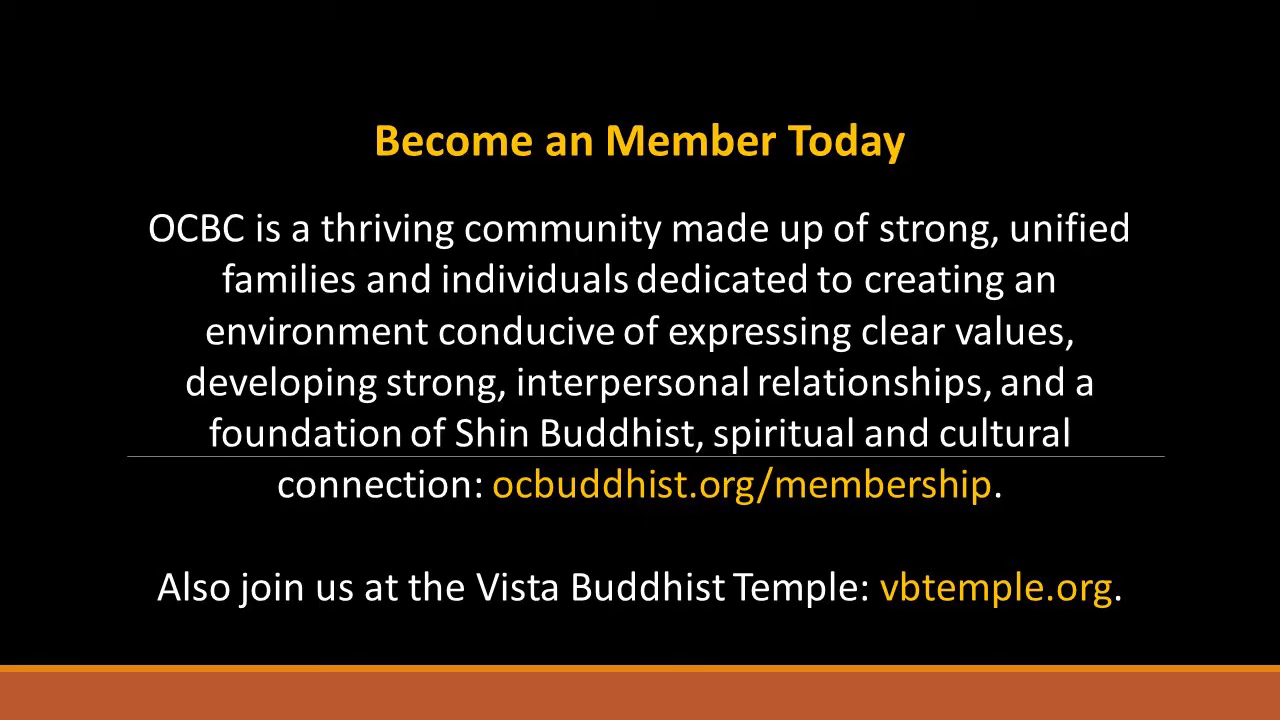 Become an Member Today
OCBC is a thriving community made up of strong, unified
families and individuals dedicated to creating an
environment conducive of expressing clear values,
developing strong, interpersonal relationships, and a
foundation of Shin Buddhist, spiritual and cultural
connection: ocbuddhist.org/membership.
Also join us at the Vista Buddhist Temple: vbtemple.org.